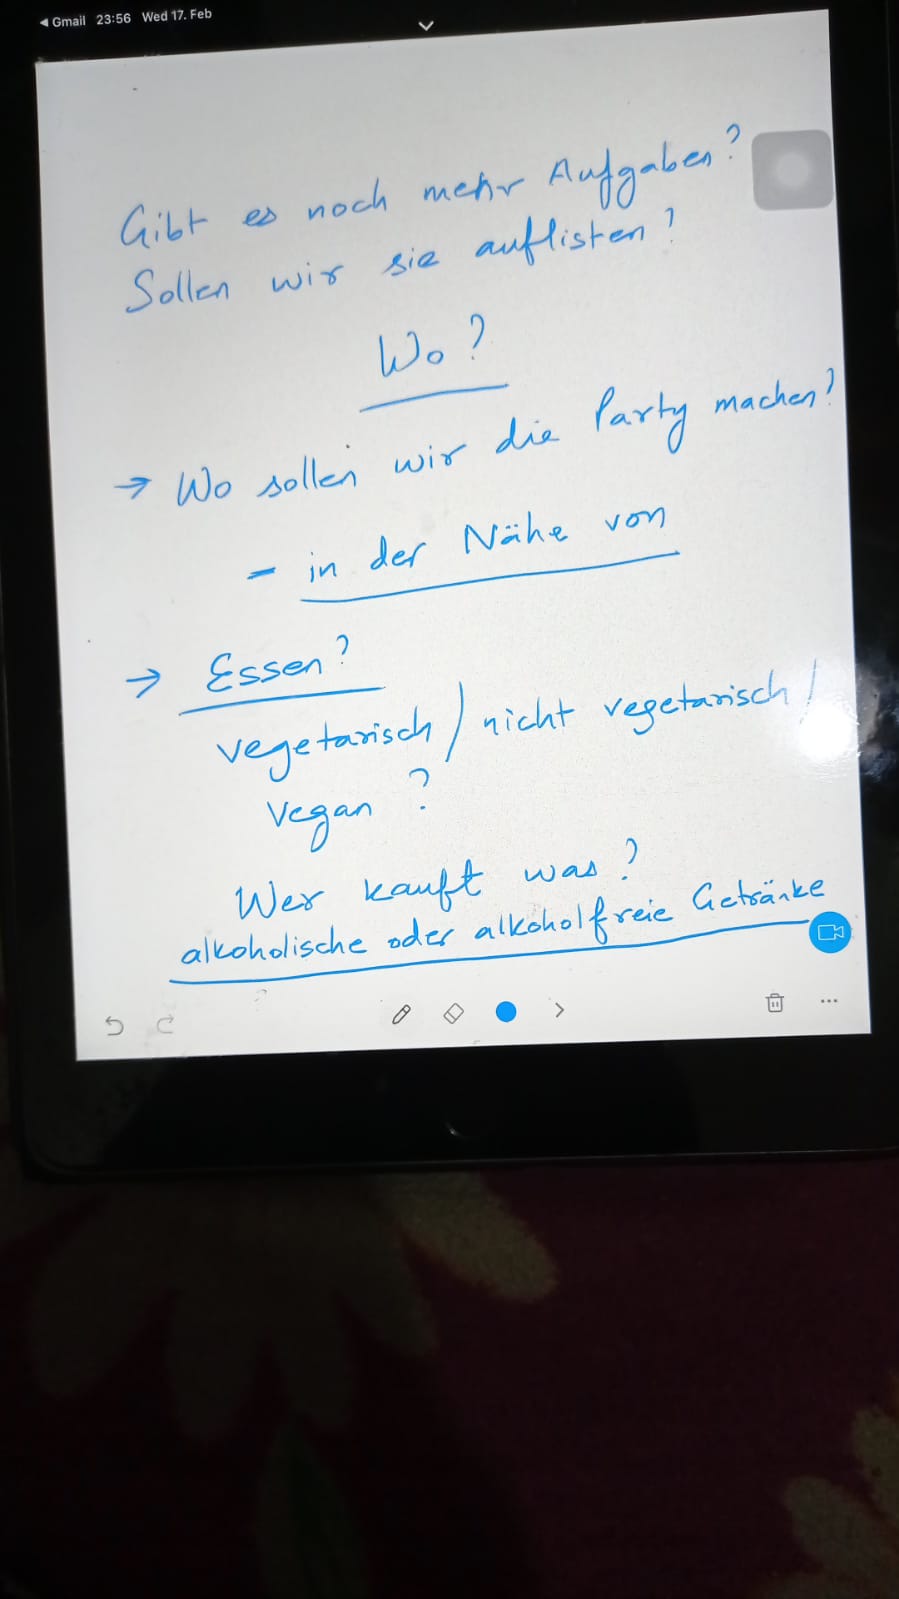 ◀ Gmail 23:56 Wed 17. Feb
Gibt es noch mehr Aufgaben?
Sollen wir sie auflisten?
Wo?
→ Wo sollen wir die Party machen?
- in der Nähe von
→ Essen?
vegetarisch / nicht vegetarisch /
Vegan ?
Wer kauft was?
alkoholische oder alkoholfreie Getränke